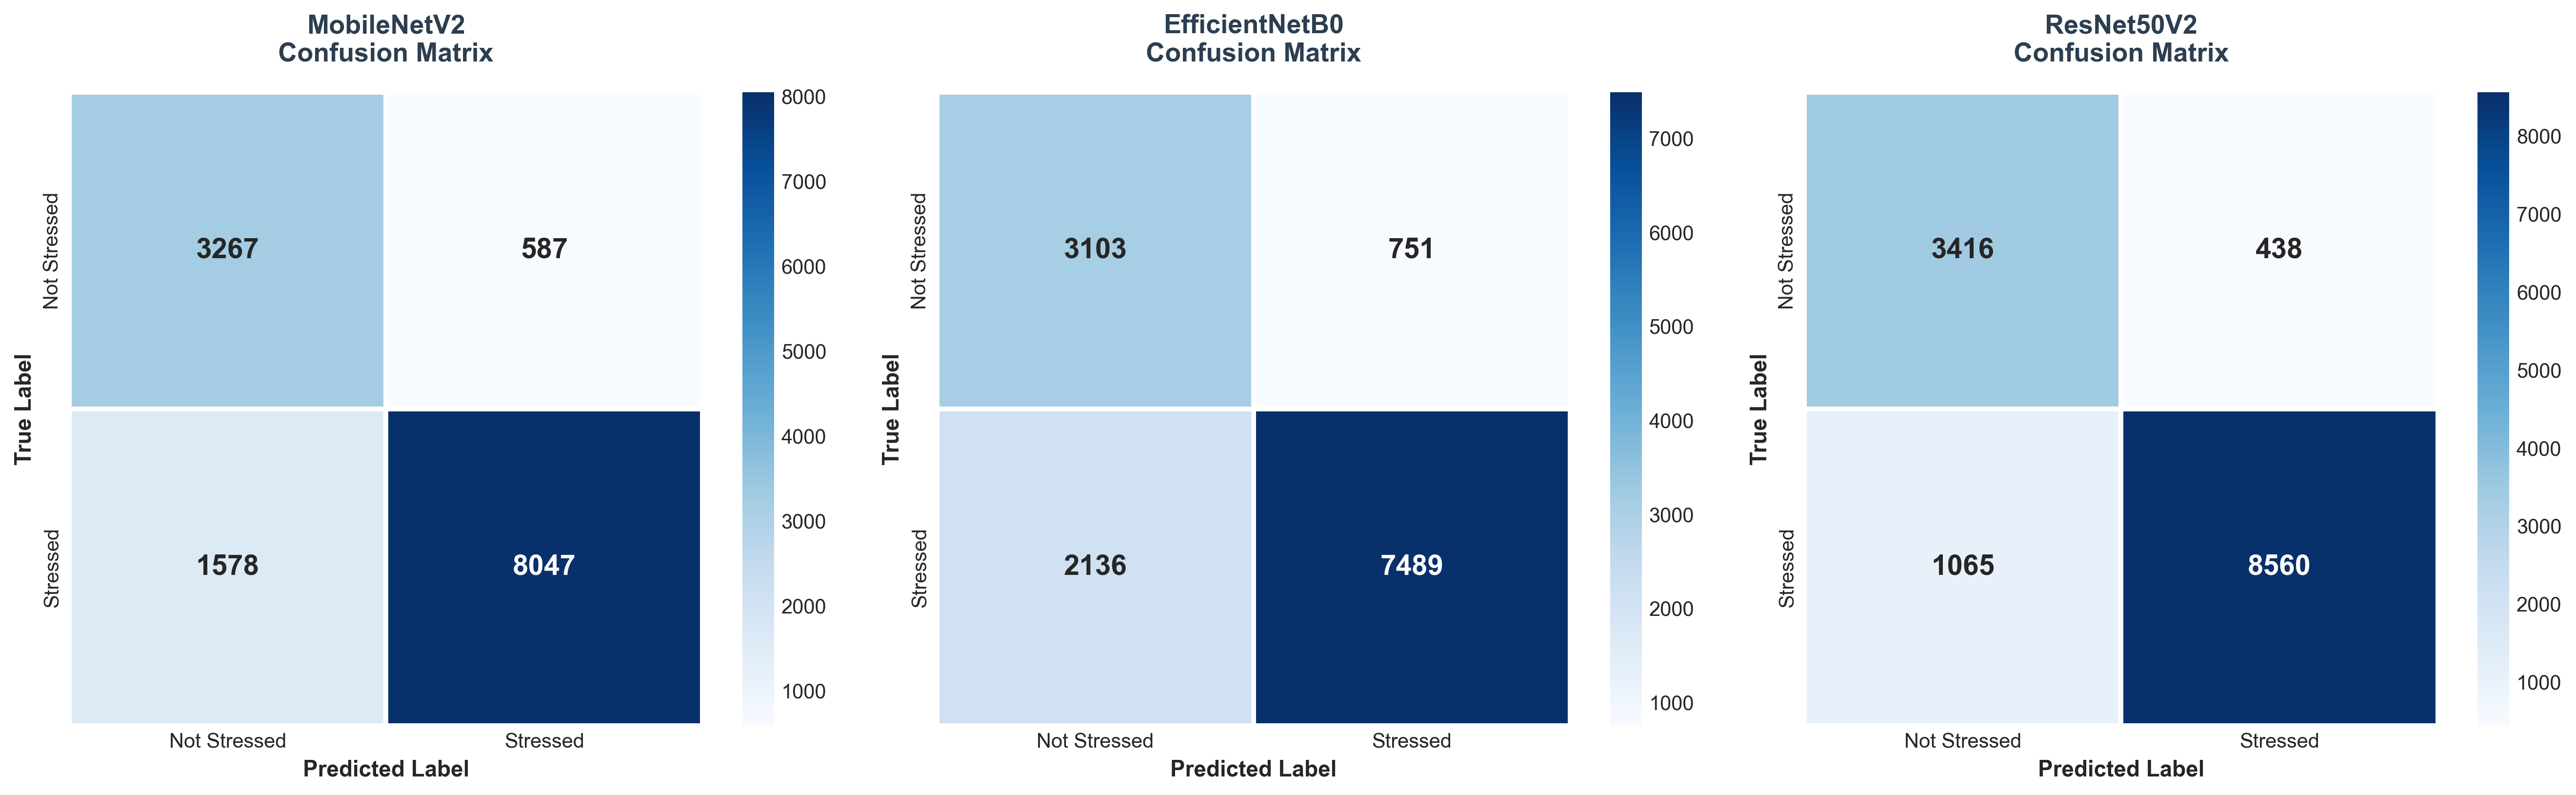 MobileNetV2
Confusion Matrix
True Label
Not Stressed
Stressed
3267
587
1578
8047
Not Stressed
Stressed
Predicted Label
8000
7000
6000
5000
4000
3000
2000
1000
EfficientNetB0
Confusion Matrix
True Label
Not Stressed
Stressed
3103
751
2136
7489
Not Stressed
Stressed
Predicted Label
7000
6000
5000
4000
3000
2000
1000
ResNet50V2
Confusion Matrix
True Label
Not Stressed
Stressed
3416
438
1065
8560
Not Stressed
Stressed
Predicted Label
8000
7000
6000
5000
4000
3000
2000
1000